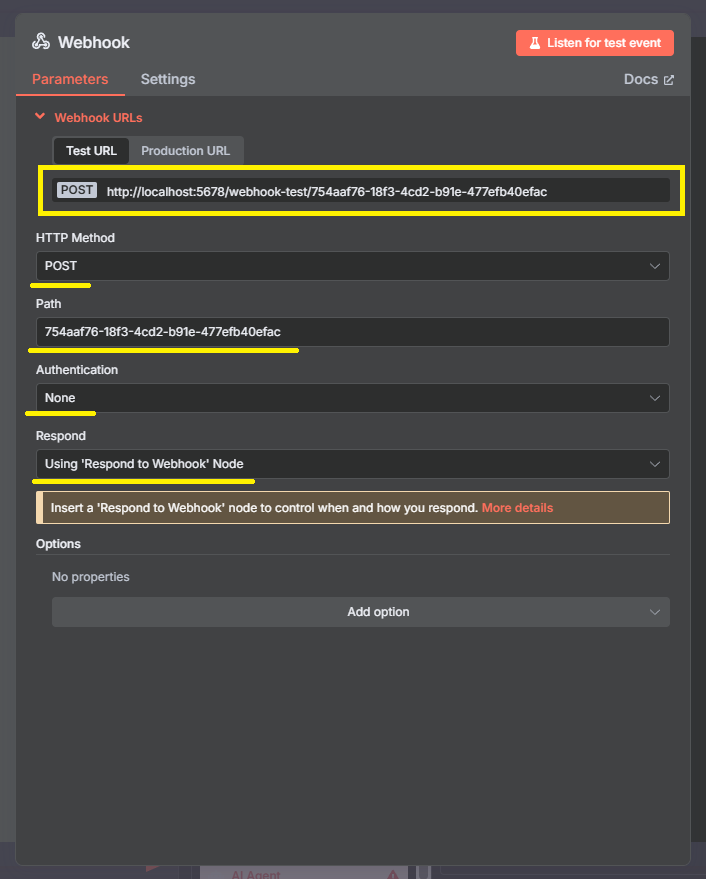 Webhook
Listen for test event
Parameters
Settings
Docs
Webhook URLs
Test URL
Production URL
POST
http://localhost:5678/webhook-test/754aaf76-18f3-4cd2-b91e-477efb40efac
HTTP Method
POST
Path
754aaf76-18f3-4cd2-b91e-477efb40efac
Authentication
None
Respond
Using 'Respond to Webhook' Node
Insert a 'Respond to Webhook' node to control when and how you respond. More details
Options
No properties
Add option
AI Agent